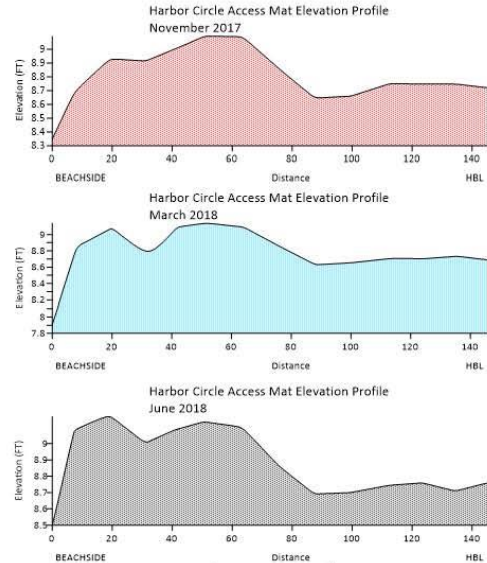 Harbor Circle Access Mat Elevation Profile
November 2017
Elevation (FT)
9
8.9
8.8
8.7
8.6
8.5
8.4
8.3
0 20 40 60 80 100 120 140
BEACHSIDE Distance HBL
Harbor Circle Access Mat Elevation Profile
March 2018
Elevation (FT)
8.8
8.6
8.4
8.2
8
7.8
0 20 40 60 80 100 120 140
BEACHSIDE Distance HBL
Harbor Circle Access Mat Elevation Profile
June 2018
Elevation (FT)
9
8.9
8.8
8.7
8.6
8.5
0 20 40 60 80 100 120 140
BEACHSIDE Distance HBL